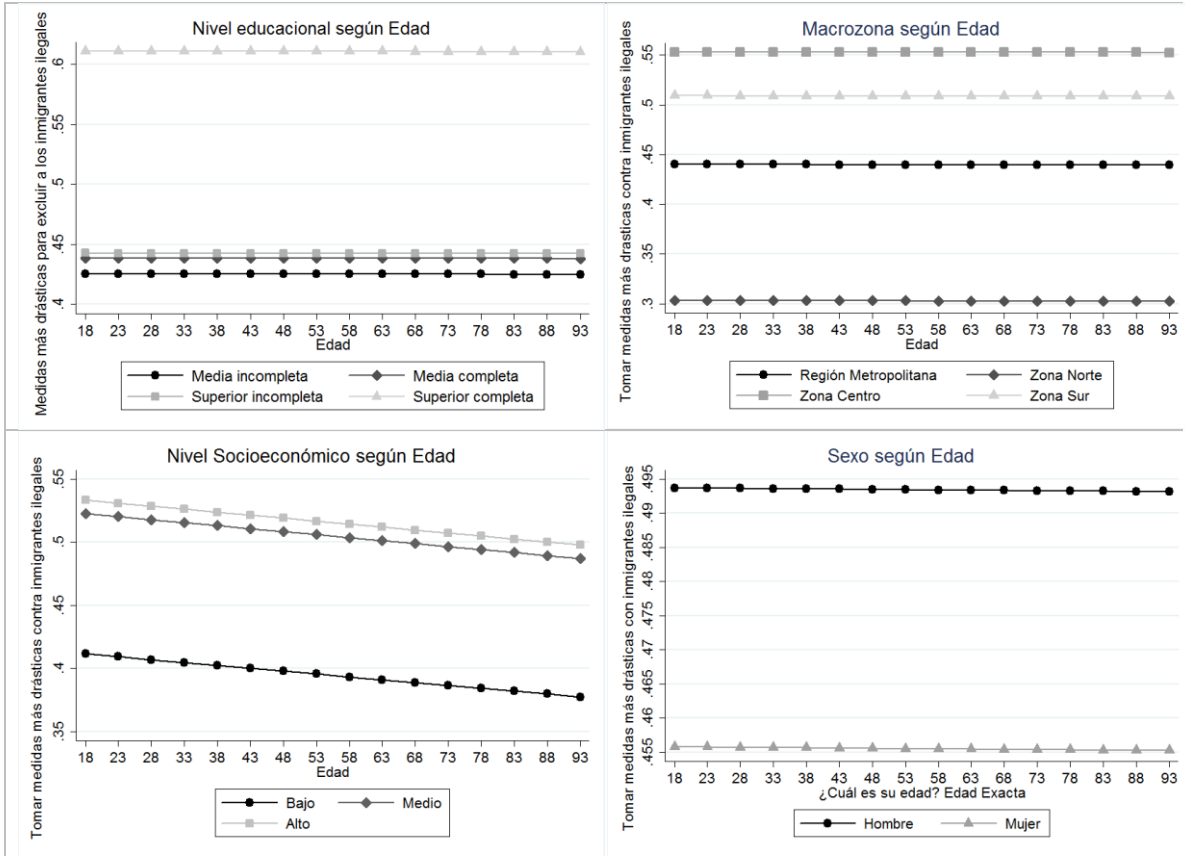 Nivel educacional según Edad
Medidas más drásticas para excluir a los inmigrantes ilegales
.6
.55
.5
.45
.4
18 23 28 33 38 43 48 53 58 63 68 73 78 83 88 93
Edad
Media incompleta Media completa
Superior incompleta Superior completa
Macrozona según Edad
Tomar medidas más drasticas contra inmigrantes ilegales
.55
.5
.45
.4
.35
.3
18 23 28 33 38 43 48 53 58 63 68 73 78 83 88 93
Edad
Región Metropolitana Zona Norte
Zona Centro Zona Sur
Nivel Socioeconómico según Edad
Tomar medidas más drásticas contra inmigrantes ilegales
.55
.5
.45
.4
.35
18 23 28 33 38 43 48 53 58 63 68 73 78 83 88 93
Edad
Bajo Medio
Alto
Sexo según Edad
Tomar medidas más drásticas con inmigrantes ilegales
.495
.49
.485
.48
.475
.47
.465
.46
.455
18 23 28 33 38 43 48 53 58 63 68 73 78 83 88 93
¿Cuál es su edad? Edad Exacta
Hombre Mujer